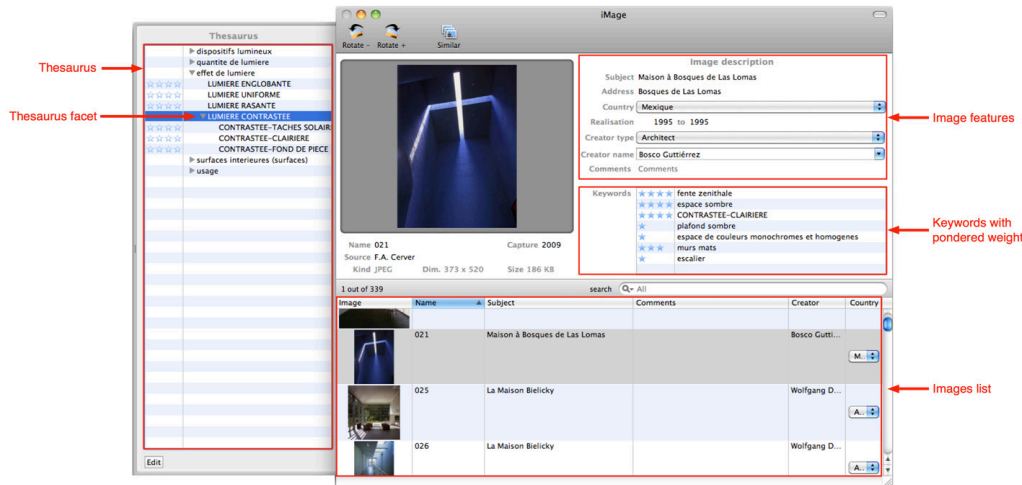 iMage
Rotate -
Rotate +
Similar
Thesaurus
dispositifs lumineux
quantite de lumiere
effet de lumiere
LUMIERE ENGLOBANTE
LUMIERE UNIFORME
LUMIERE RASANTE
LUMIERE CONTRASTEE
CONTRASTEE-TACHES SOLAIR
CONTRASTEE-CLAIRIERE
CONTRASTEE-FOND DE PIECE
surfaces interieures (surfaces)
usage
Edit
Thesaurus
Thesaurus facet
Image description
Subject Maison à Bosques de Las Lomas
Address Bosques de Las Lomas
Country Mexique
Realisation 1995 to 1995
Creator type Architect
Creator name Bosco Guttiérrez
Comments Comments
Image features
Keywords fente zenithale
espace sombre
CONTRASTEE-CLAIRIERE
plafond sombre
espace de couleurs monochromes et homogenes
murs mats
escalier
Keywords with
pondered weight
Name 021 Capture 2009
Source F.A. Cerver
Kind JPEG Dim. 373 x 520 Size 186 KB
1 out of 339 search All
Image Name Subject Comments Creator Country
021 Maison à Bosques de Las Lomas Bosco Gutti... M..
025 La Maison Bielicky Wolfgang D... A..
026 La Maison Bielicky Wolfgang D... A..
Images list